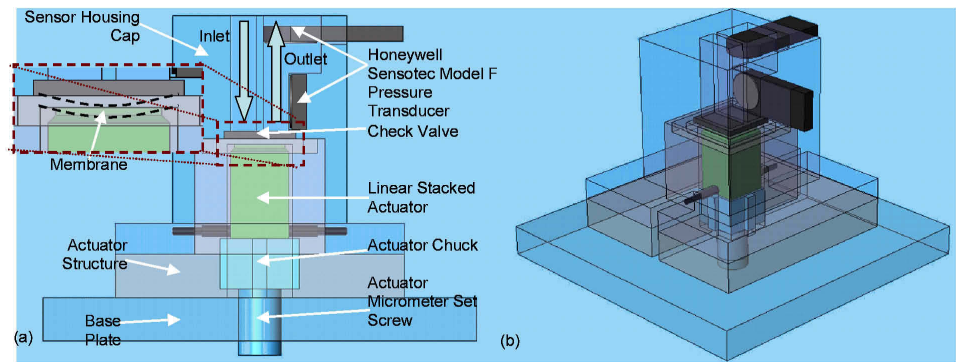 Sensor Housing
Cap
Inlet
Outlet
Honeywell
Sensotec Model F
Pressure
Transducer
Check Valve
Membrane
Linear Stacked
Actuator
Actuator Chuck
Actuator
Structure
Actuator
Micrometer Set
Screw
Base
Plate
(a)
(b)